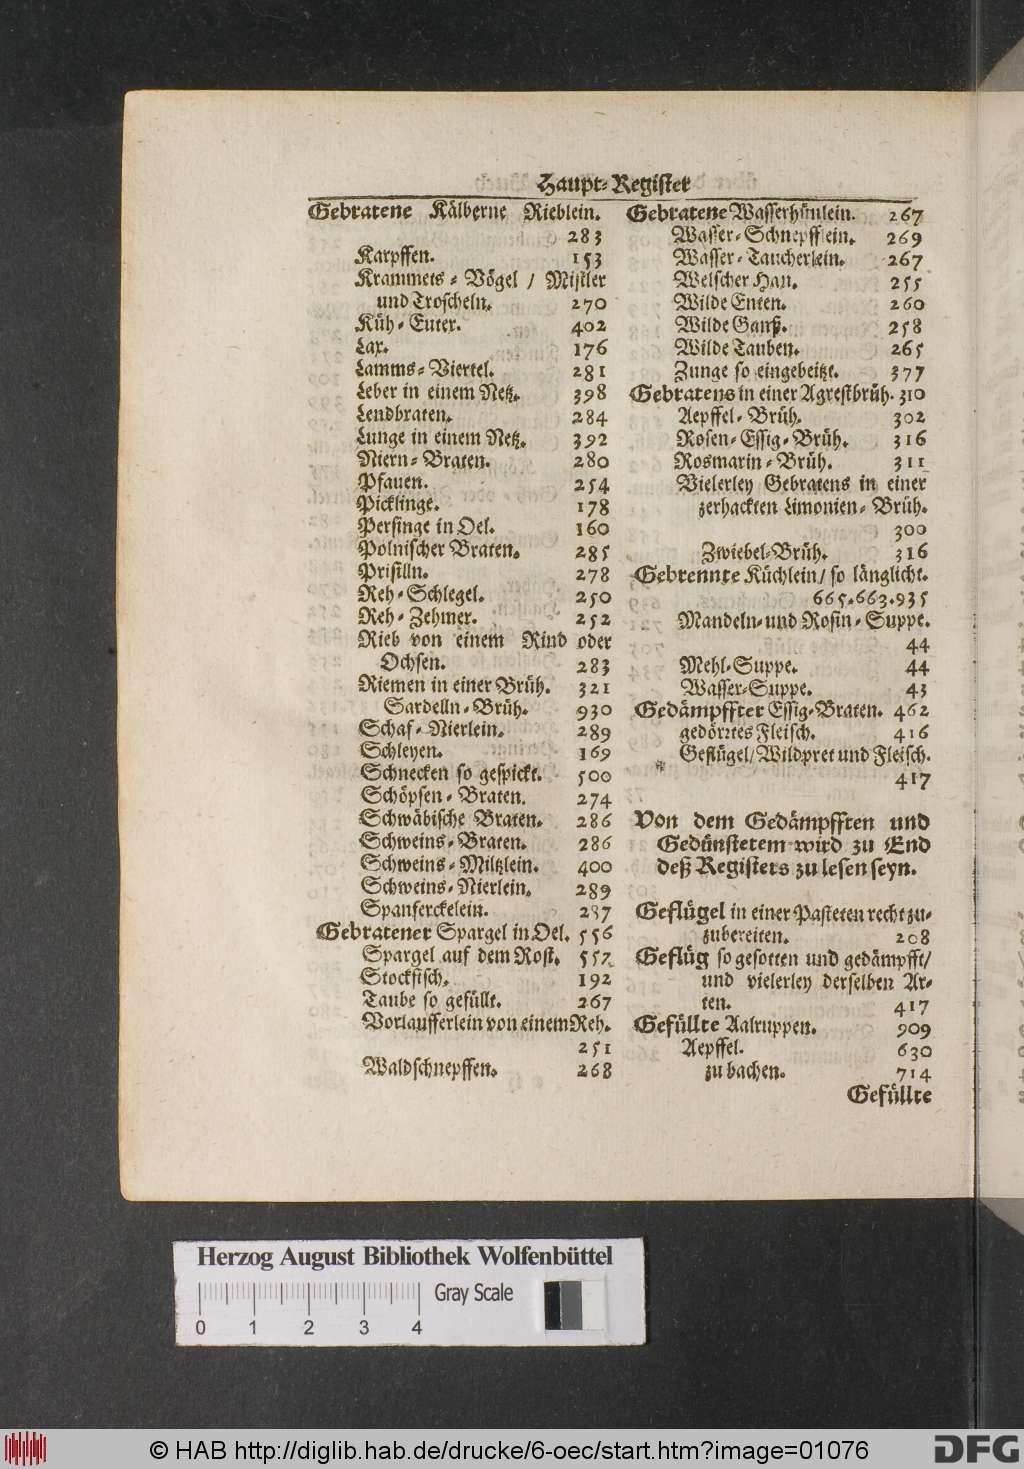 Haupt-Register
Gebratene Kälberne Rieblein.
283
Karpffen. 153
Krammets-Vögel / Mistler
und Troscheln. 270
Küh-Euter. 402
Lax. 176
Lamms-Viertel. 281
Leber in einem Netz. 398
Lendbraten. 284
Lunge in einem Netz. 392
Niern-Braten. 280
Pfauen. 254
Picklinge. 178
Persinge in Oel. 160
Polnischer Braten. 285
Pristlln. 278
Reh-Schlegel. 250
Reh-Zehmer. 252
Rieb von einem Rind oder
Ochsen. 283
Riemen in einer Brüh. 321
Sardelln-Brüh. 930
Schaf-Nierlein. 289
Schleyen. 169
Schnecken so gespickt. 500
Schöpsen-Braten. 274
Schwäbische Braten. 286
Schweins-Braten. 286
Schweins-Miltzlein. 400
Schweins-Nierlein. 289
Spanferckelein. 287
Gebratener Spargel in Oel. 556
Spargel auf dem Rost. 557
Stockfisch. 192
Taube so gefüllt. 267
Vorlaufferlein von einem Reh.
251
Waldschnepffen. 268
Gebratene Wasserhünlein. 267
Wasser-Schnepfflein. 269
Wasser-Taucherlein. 267
Welscher Han. 255
Wilde Enten. 260
Wilde Ganß. 258
Wilde Tauben. 265
Zunge so eingebeitzt. 377
Gebratens in einer Agrestbrüh. 310
Aepffel-Brüh. 302
Rosen-Essig-Brüh. 316
Rosmarin-Brüh. 311
Vielerley Gebratens in einer
zerhackten Limonien-Brüh.
300
Zwiebel-Brüh. 316
Gebrennte Küchlein / so länglicht.
665.663.935
Mandeln-und Rosin-Suppe.
44
Mehl-Suppe. 44
Wasser-Suppe. 43
Gedämpffter Essig-Braten. 462
gedörrtes Fleisch. 416
Geflügel / Wildpret und Fleisch.
417
Von dem Gedämpfften und
Gedünstetem wird zu End
deß Registers zu lesen seyn.
Geflügel in einer Pasteten recht zu-
zubereiten. 208
Geflüg so gesotten und gedämpfft /
und vielerley derselben Ar-
ten. 417
Gefüllte Aalruppen. 909
Aepffel. 630
zu bachen. 714
Gefüllte
Herzog August Bibliothek Wolfenbüttel
0 1 2 3 4
Gray Scale
© HAB http://diglib.hab.de/drucke/6-oec/start.htm?image=01076
DFG